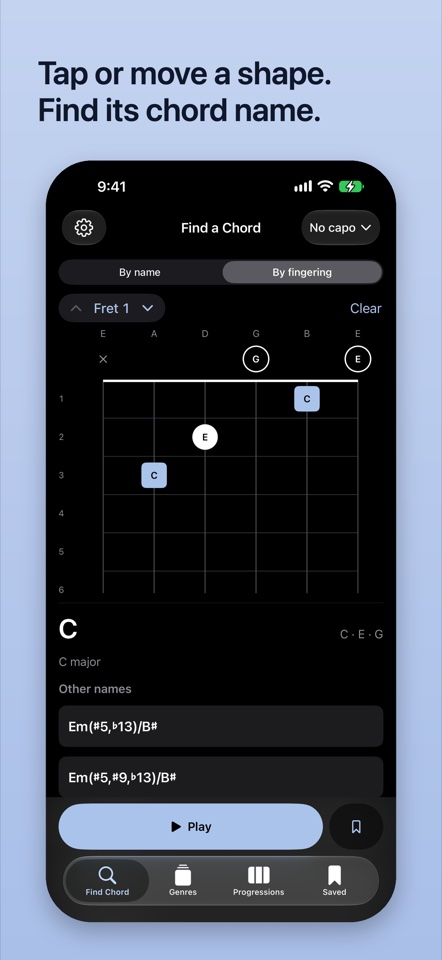 Tap or move a shape.
Find its chord name.
9:41
Find a Chord
No capo
By name
By fingering
Fret 1
Clear
E A D G B E
× G E
1 C
2 E
3 C
4
5
6
C
C · E · G
C major
Other names
Em(♯5,♭13)/B♯
Em(♯5,♯9,♭13)/B♯
Play
Find Chord
Genres
Progressions
Saved